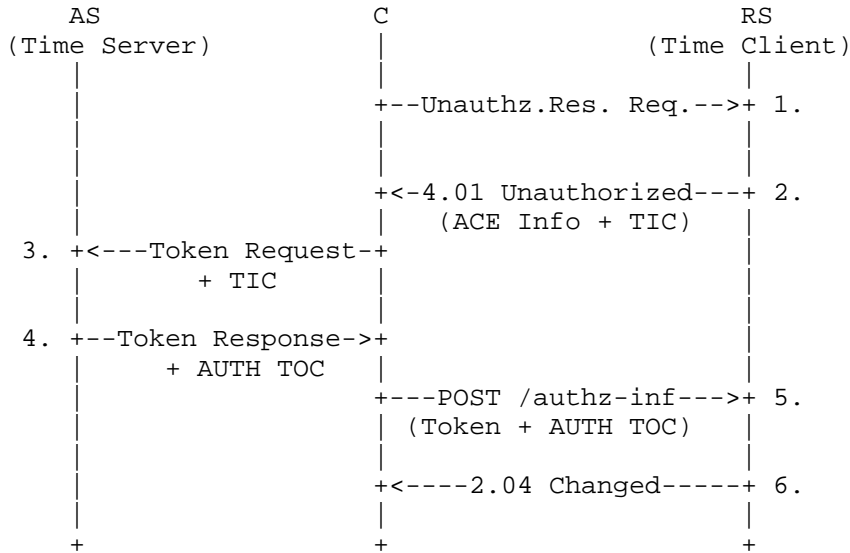 AS C RS
(Time Server) (Time Client)
+--Unauthz.Res. Req.-->+ 1.
+<-4.01 Unauthorized---+ 2.
(ACE Info + TIC)
3. +<---Token Request-+
+ TIC
4. +--Token Response->+
+ AUTH TOC
+---POST /authz-inf--->+ 5.
(Token + AUTH TOC)
+<----2.04 Changed-----+ 6.
+ + +